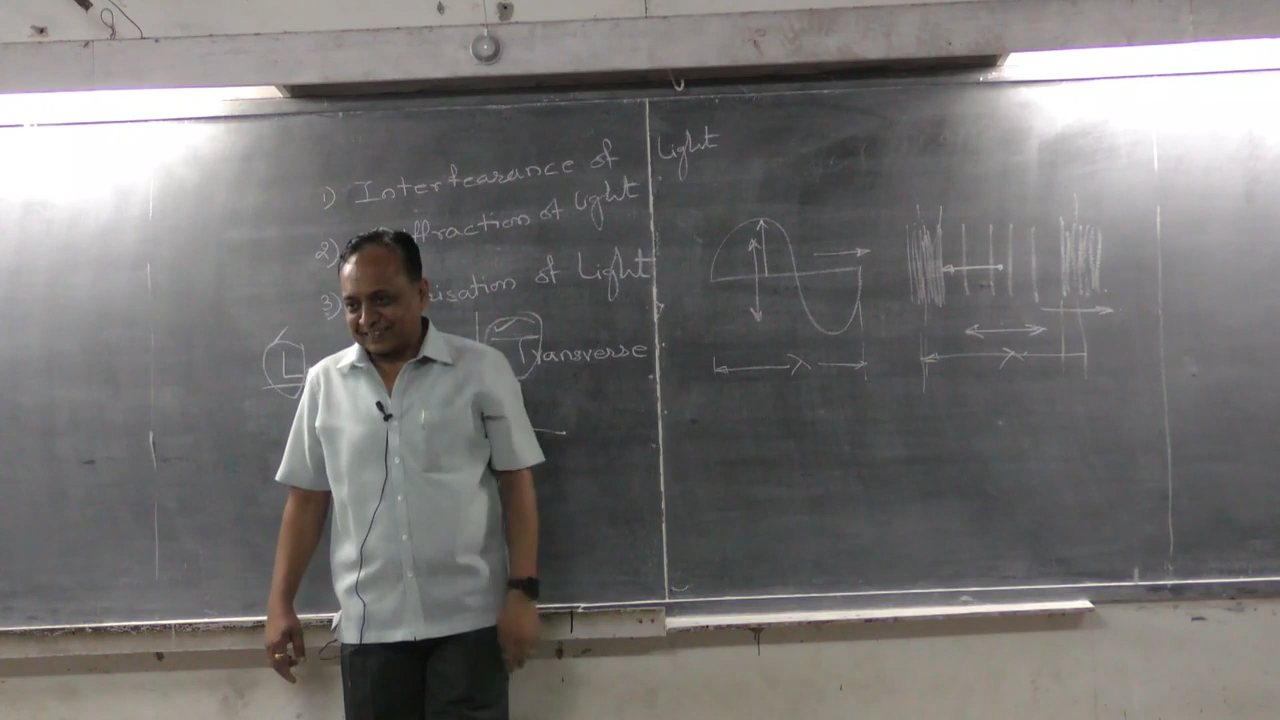 1) Interfearance of Light
2) ffraction of Light
3) isation of Light
L Transverse
λ λ